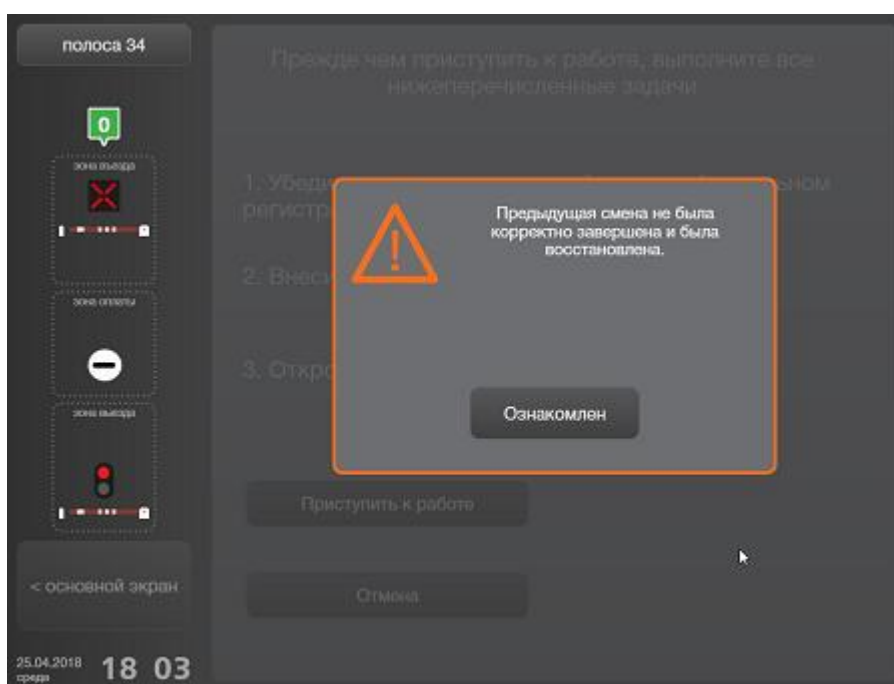 полоса 34
0
зона въезда
зона оплаты
зона выезда
< основной экран
25.04.2018
среда
18 03
Прежде чем приступить к работе, выполните все
нижеперечисленные задачи
1. Убеди
регистр
2. Внеси
3. Откро
Предыдущая смена не была
корректно завершена и была
восстановлена.
Ознакомлен
Приступить к работе
Отмена